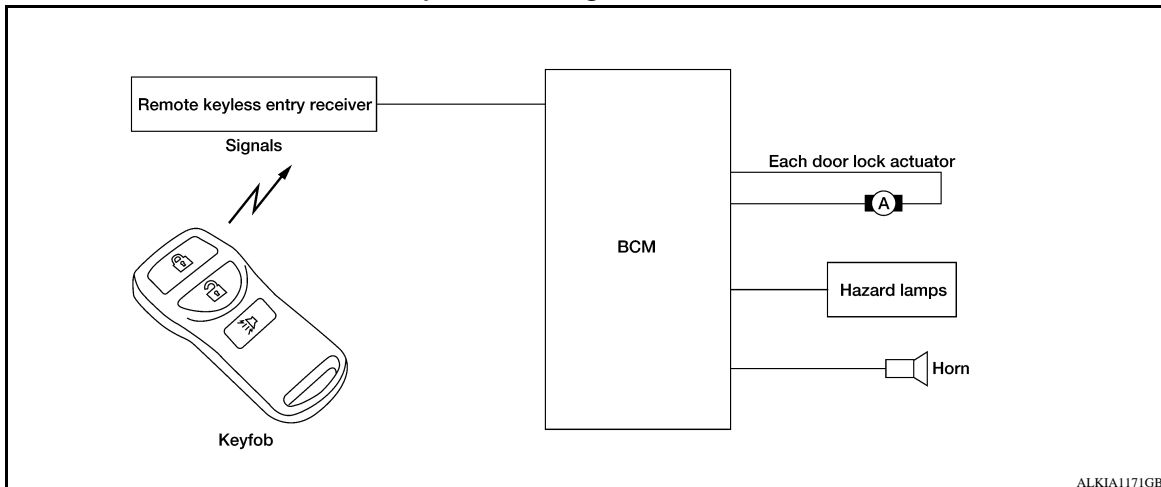 Remote keyless entry receiver
Signals
Keyfob
BCM
Each door lock actuator
A
Hazard lamps
Horn
ALKIA1171GB